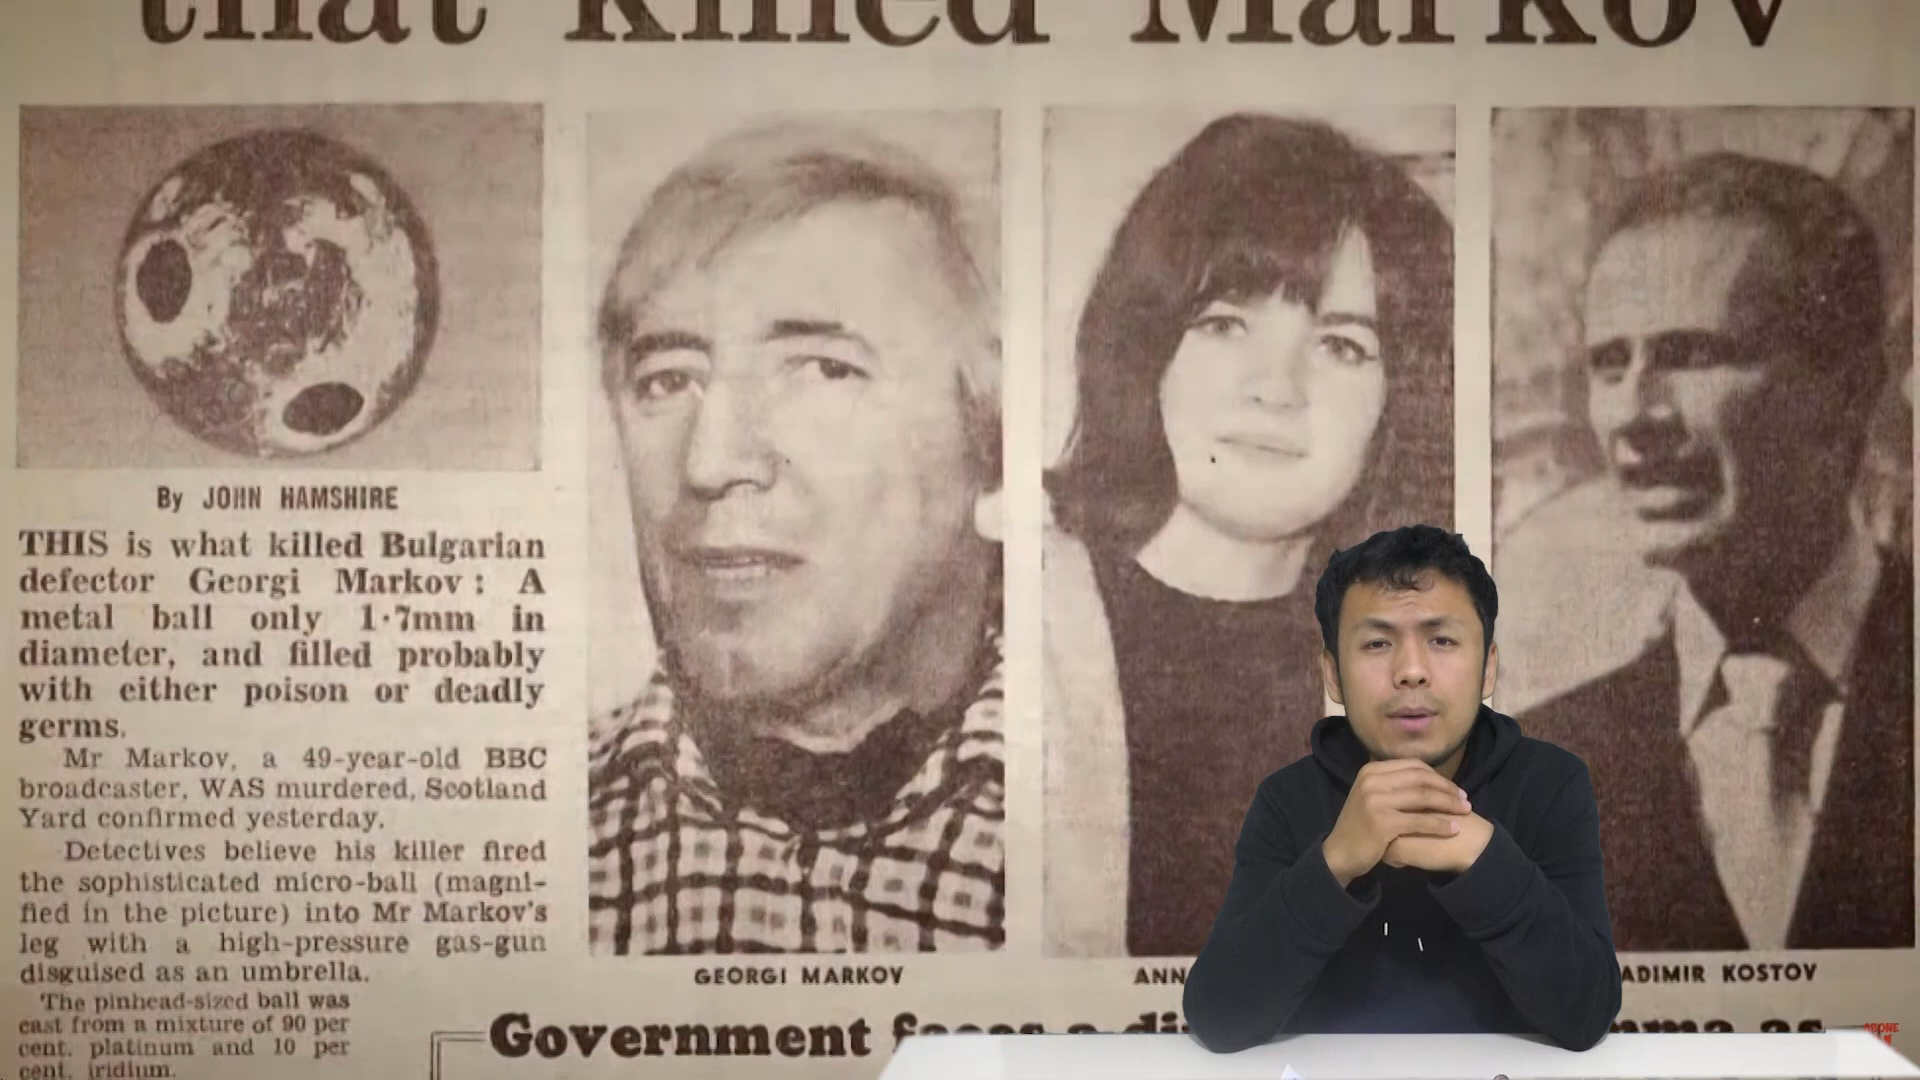 that killed Markov
By JOHN HAMSHIRE
THIS is what killed Bulgarian
defector Georgi Markov: A
metal ball only 1·7mm in
diameter, and filled probably
with either poison or deadly
germs.
Mr Markov, a 49-year-old BBC
broadcaster, WAS murdered, Scotland
Yard confirmed yesterday.
Detectives believe his killer fired
the sophisticated micro-ball (magni-
fied in the picture) into Mr Markov's
leg with a high-pressure gas-gun
disguised as an umbrella.
The pinhead-sized ball was
cast from a mixture of 90 per
cent. platinum and 10 per
cent. iridium.
GEORGI MARKOV
ANN
ADIMIR KOSTOV
Government
as
ABONE